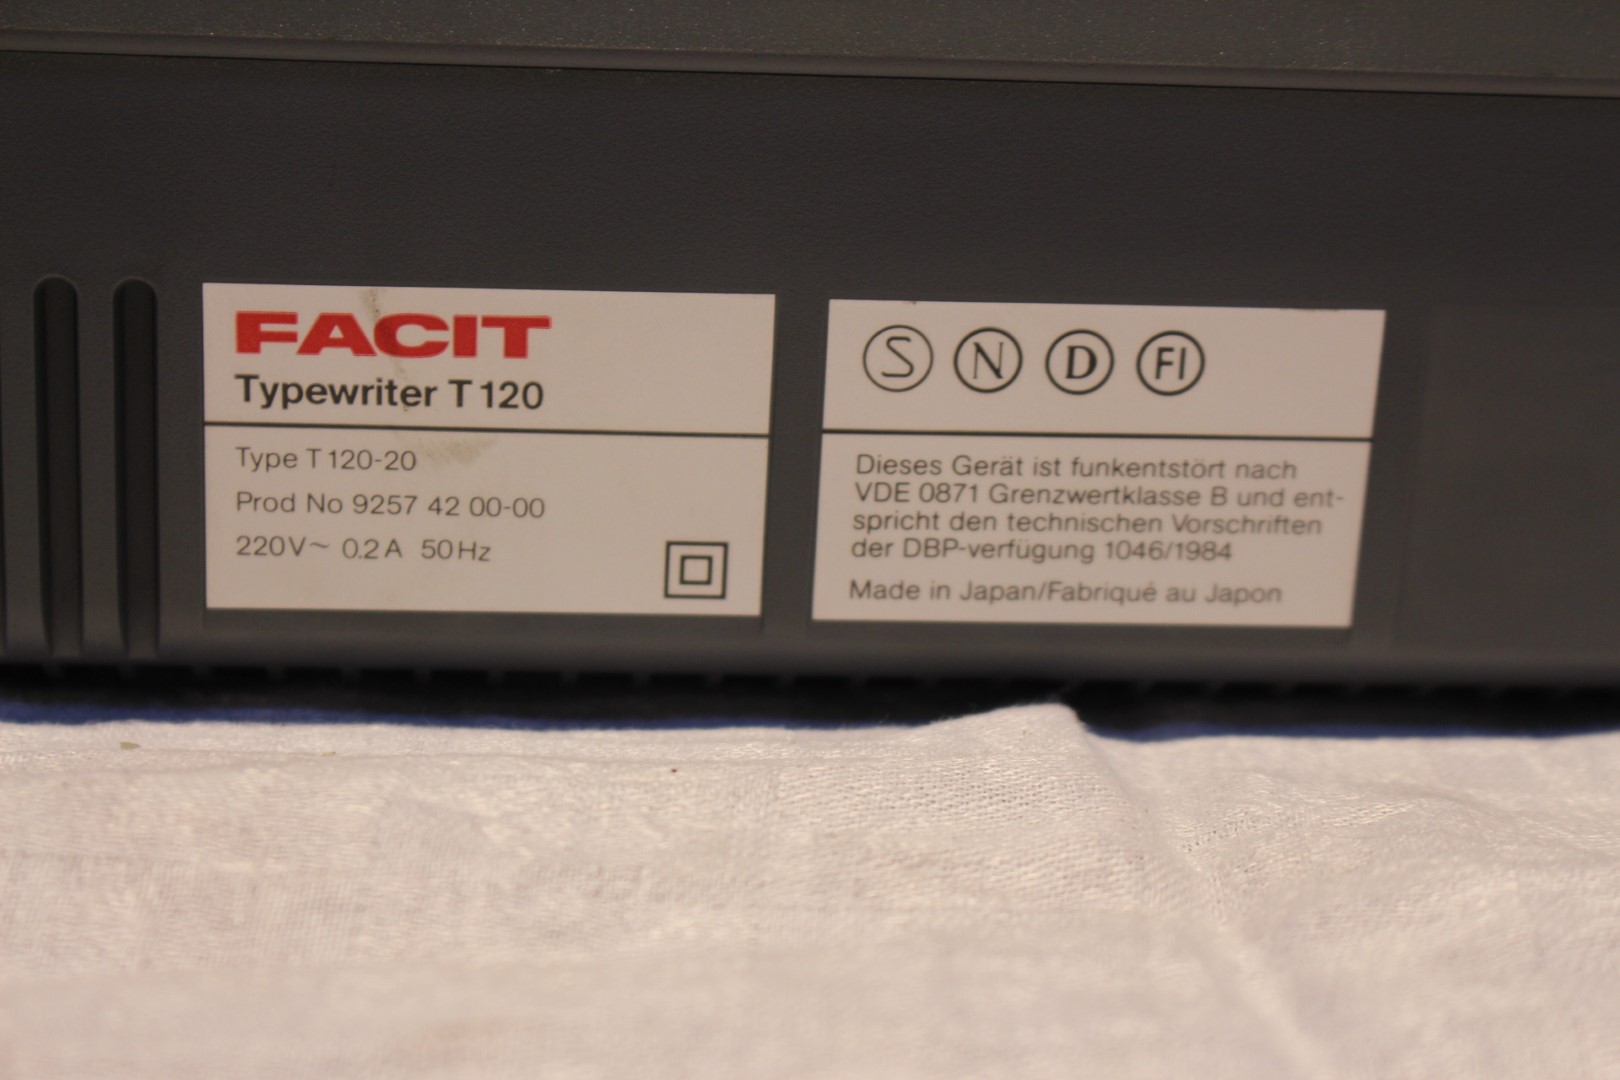 FACIT
Typewriter T 120
Type T 120-20
Prod No 9257 42 00-00
220V~ 0.2 A 50 Hz
S N D FI
Dieses Gerät ist funkentstört nach
VDE 0871 Grenzwertklasse B und ent-
spricht den technischen Vorschriften
der DBP-verfügung 1046/1984
Made in Japan/Fabriqué au Japon